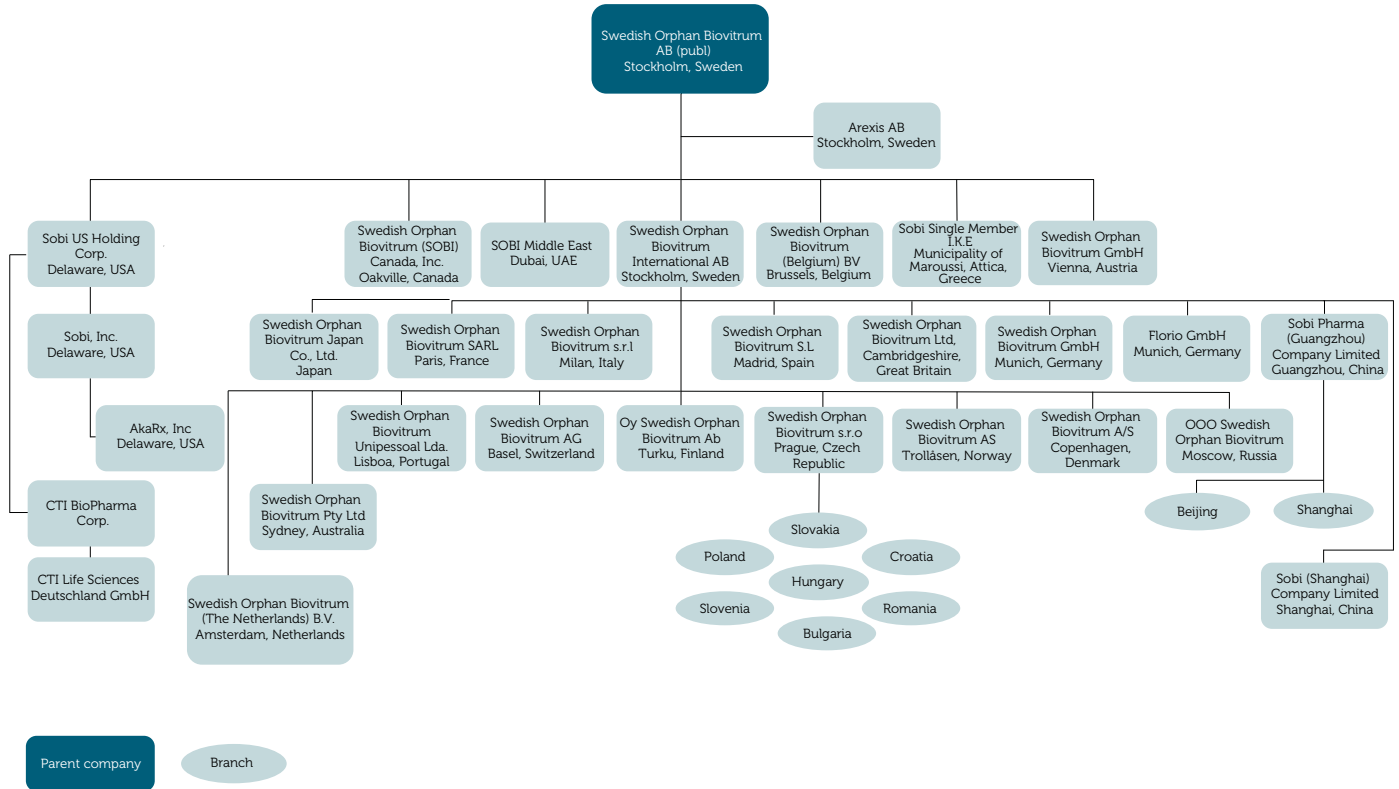 Swedish Orphan Biovitrum
AB (publ)
Stockholm, Sweden
Arexis AB
Stockholm, Sweden
Sobi US Holding
Corp.
Delaware, USA
Swedish Orphan
Biovitrum (SOBI)
Canada, Inc.
Oakville, Canada
SOBI Middle East
Dubai, UAE
Swedish Orphan
Biovitrum
International AB
Stockholm, Sweden
Swedish Orphan
Biovitrum
(Belgium) BV
Brussels, Belgium
Sobi Single Member
I.K.E
Municipality of
Maroussi, Attica,
Greece
Swedish Orphan
Biovitrum GmbH
Vienna, Austria
Sobi, Inc.
Delaware, USA
Swedish Orphan
Biovitrum Japan
Co., Ltd.
Japan
Swedish Orphan
Biovitrum SARL
Paris, France
Swedish Orphan
Biovitrum s.r.l
Milan, Italy
Swedish Orphan
Biovitrum S.L
Madrid, Spain
Swedish Orphan
Biovitrum Ltd,
Cambridgeshire,
Great Britain
Swedish Orphan
Biovitrum GmbH
Munich, Germany
Florio GmbH
Munich, Germany
Sobi Pharma
(Guangzhou)
Company Limited
Guangzhou, China
AkaRx, Inc
Delaware, USA
Swedish Orphan
Biovitrum
Unipessoal Lda.
Lisboa, Portugal
Swedish Orphan
Biovitrum AG
Basel, Switzerland
Oy Swedish Orphan
Biovitrum Ab
Turku, Finland
Swedish Orphan
Biovitrum s.r.o
Prague, Czech
Republic
Swedish Orphan
Biovitrum AS
Trollåsen, Norway
Swedish Orphan
Biovitrum A/S
Copenhagen,
Denmark
OOO Swedish
Orphan Biovitrum
Moscow, Russia
CTI BioPharma
Corp.
Swedish Orphan
Biovitrum Pty Ltd
Sydney, Australia
Beijing
Shanghai
Slovakia
Poland
Croatia
Hungary
Slovenia
Romania
Bulgaria
CTI Life Sciences
Deutschland GmbH
Swedish Orphan Biovitrum
(The Netherlands) B.V.
Amsterdam, Netherlands
Sobi (Shanghai)
Company Limited
Shanghai, China
Parent company
Branch